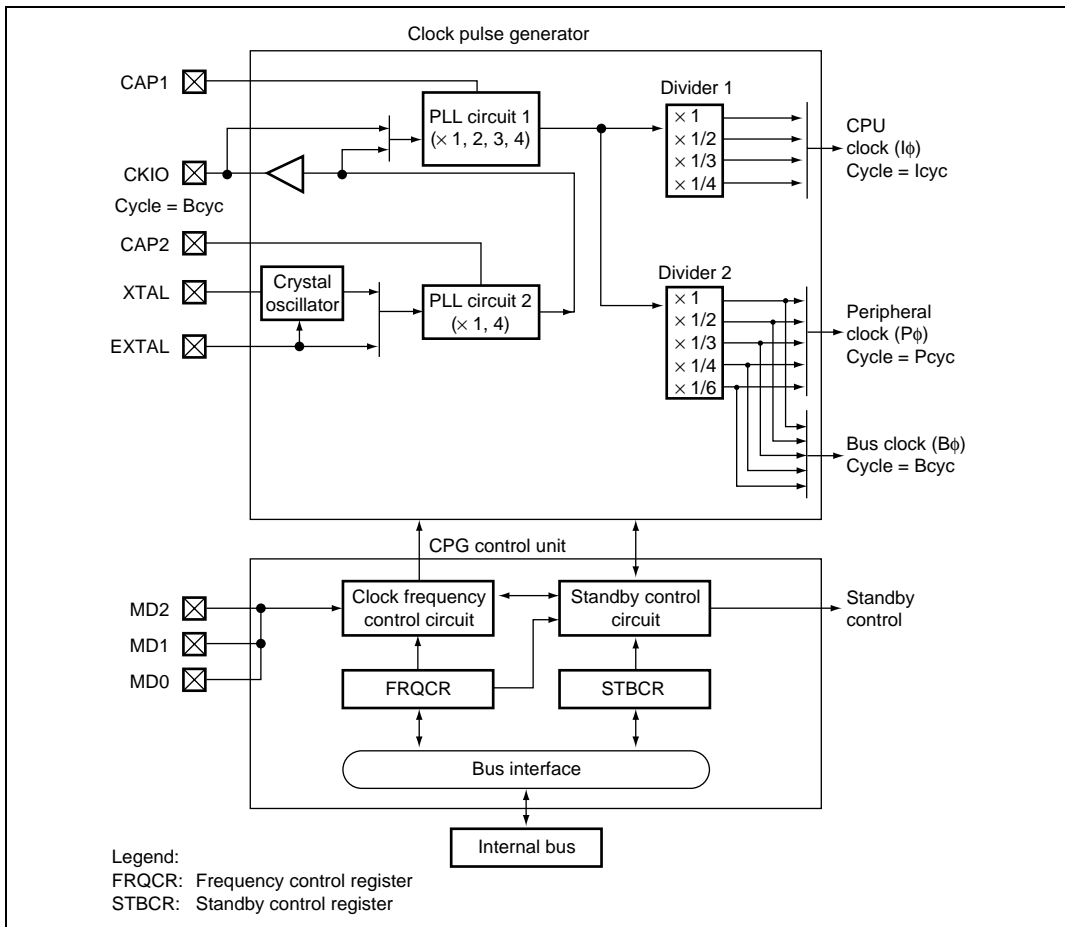 Clock pulse generator
CAP1
PLL circuit 1
(× 1, 2, 3, 4)
Divider 1
× 1
× 1/2
× 1/3
× 1/4
CPU
clock (Iϕ)
Cycle = Icyc
CKIO
Cycle = Bcyc
CAP2
XTAL
Crystal
oscillator
EXTAL
PLL circuit 2
(× 1, 4)
Divider 2
× 1
× 1/2
× 1/3
× 1/4
× 1/6
Peripheral
clock (Pϕ)
Cycle = Pcyc
Bus clock (Bϕ)
Cycle = Bcyc
CPG control unit
MD2
MD1
MD0
Clock frequency
control circuit
Standby control
circuit
Standby
control
FRQCR
STBCR
Bus interface
Internal bus
Legend:
FRQCR: Frequency control register
STBCR: Standby control register